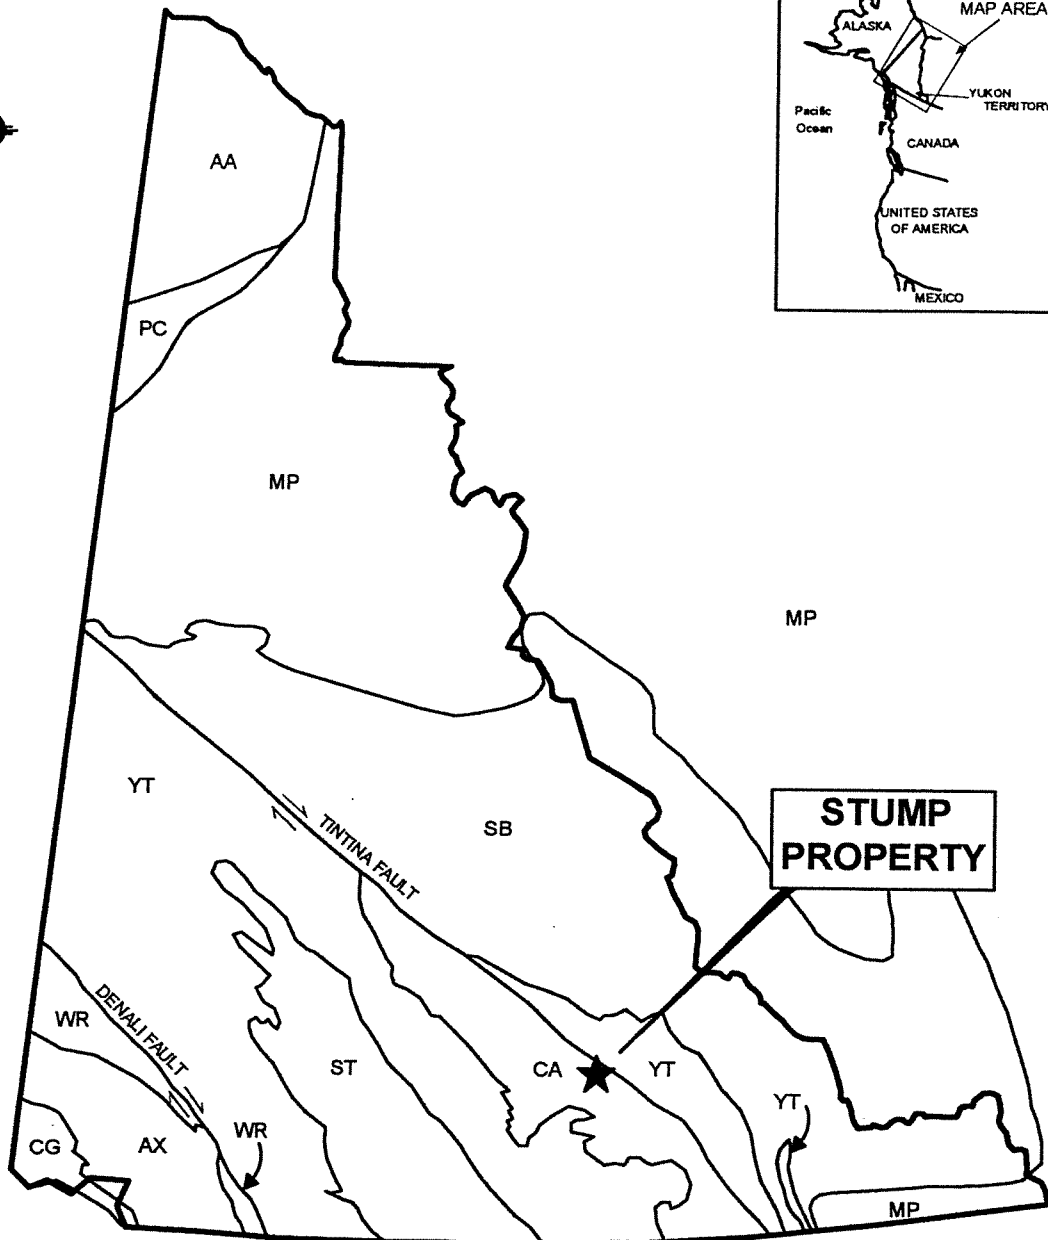 MAP AREA
ALASKA
YUKON
TERRITORY
Pacific
Ocean
CANADA
UNITED STATES
OF AMERICA
MEXICO
AA
PC
MP
MP
YT
SB
TINTINA FAULT
STUMP
PROPERTY
DENALI FAULT
WR
ST
CA
YT
YT
WR
CG
AX
MP